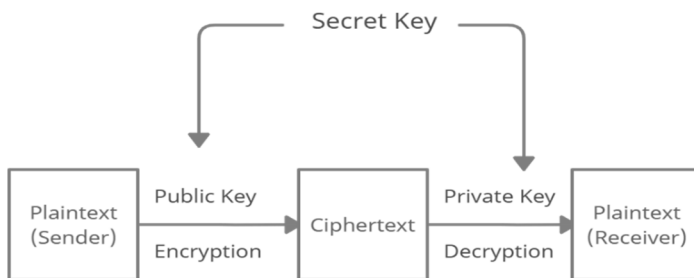 Secret Key
Plaintext
(Sender)
Public Key
Encryption
Ciphertext
Private Key
Decryption
Plaintext
(Receiver)